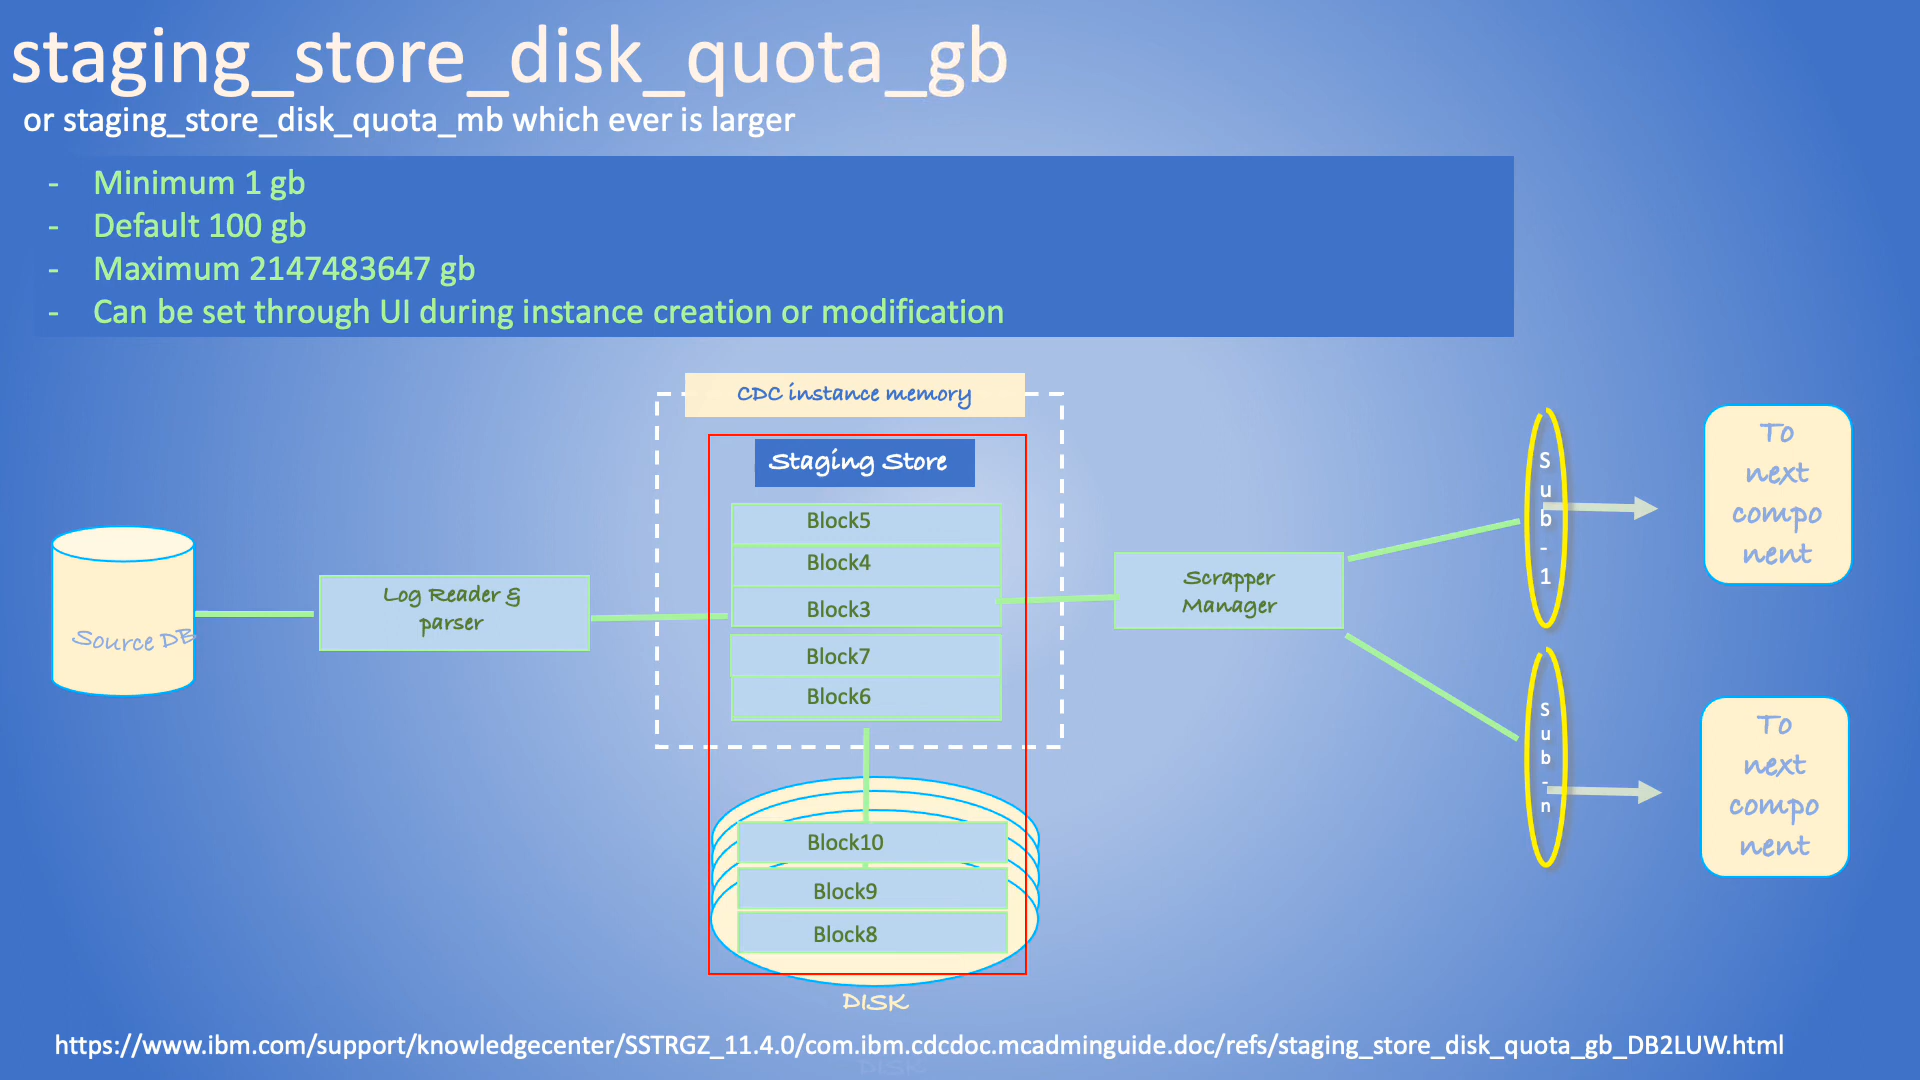 staging_store_disk_quota_gb
or staging_store_disk_quota_mb which ever is larger
- Minimum 1 gb
- Default 100 gb
- Maximum 2147483647 gb
- Can be set through UI during instance creation or modification
CDC instance memory
Staging Store
Block5
Block4
Block3
Block7
Block6
Block10
Block9
Block8
DISK
Source DB
Log Reader &
parser
Scrapper
Manager
S
u
b
-
1
s
u
b
-
n
To
next
compo
nent
To
next
compo
nent
https://www.ibm.com/support/knowledgecenter/SSTRGZ_11.4.0/com.ibm.cdcdoc.mcadminguide.doc/refs/staging_store_disk_quota_gb_DB2LUW.html
DISK